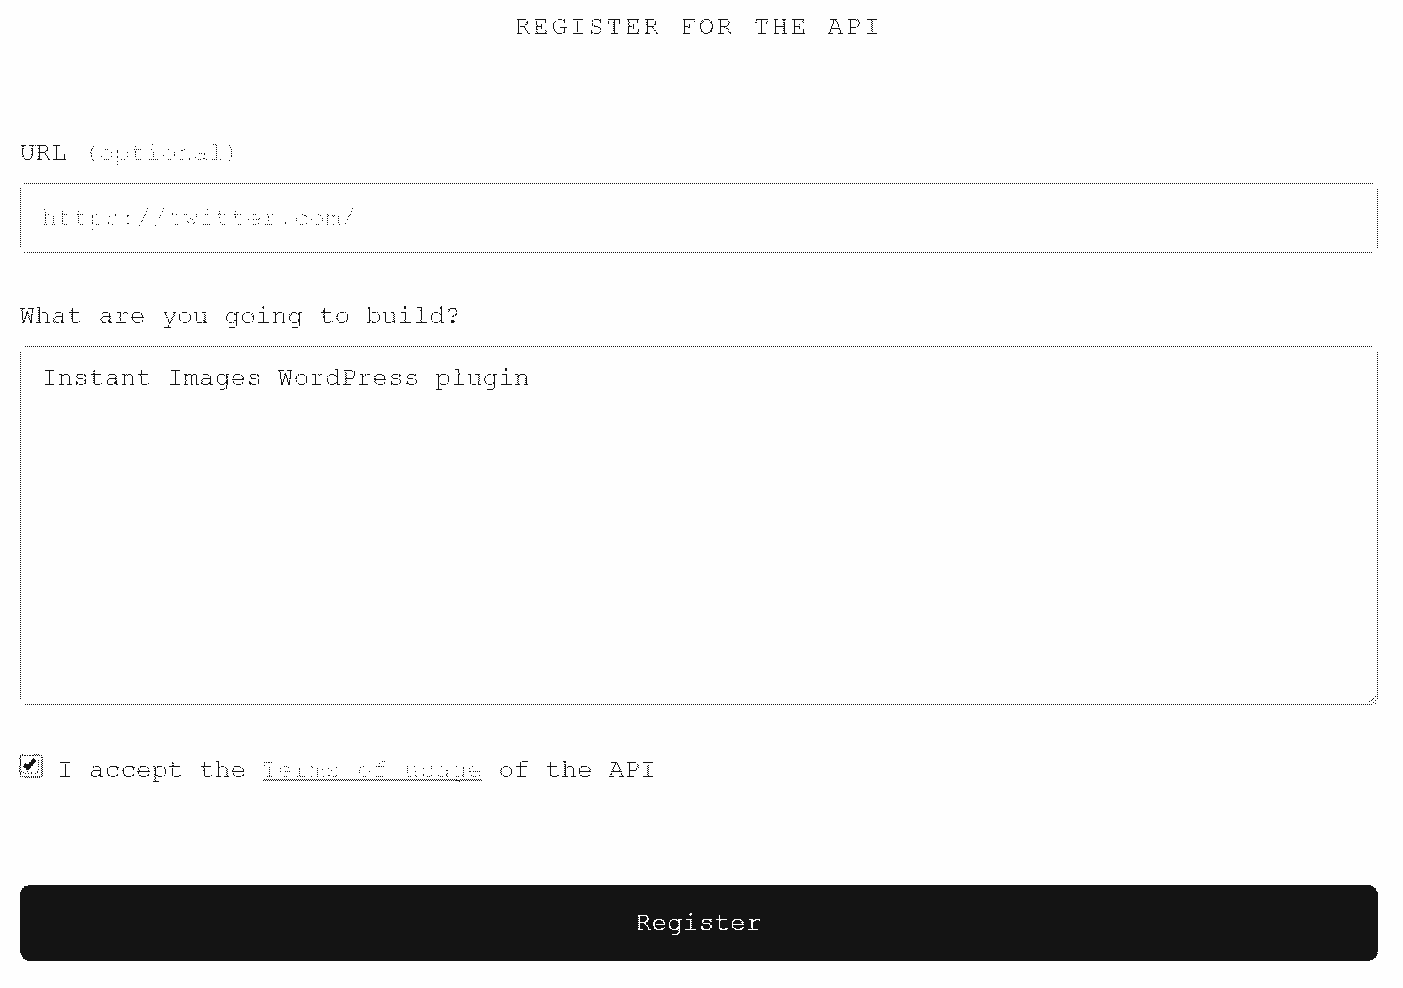 REGISTER FOR THE API
URL (optional)
https://twitter.com/
What are you going to build?
Instant Images WordPress plugin
I accept the Terms of usage of the API
Register